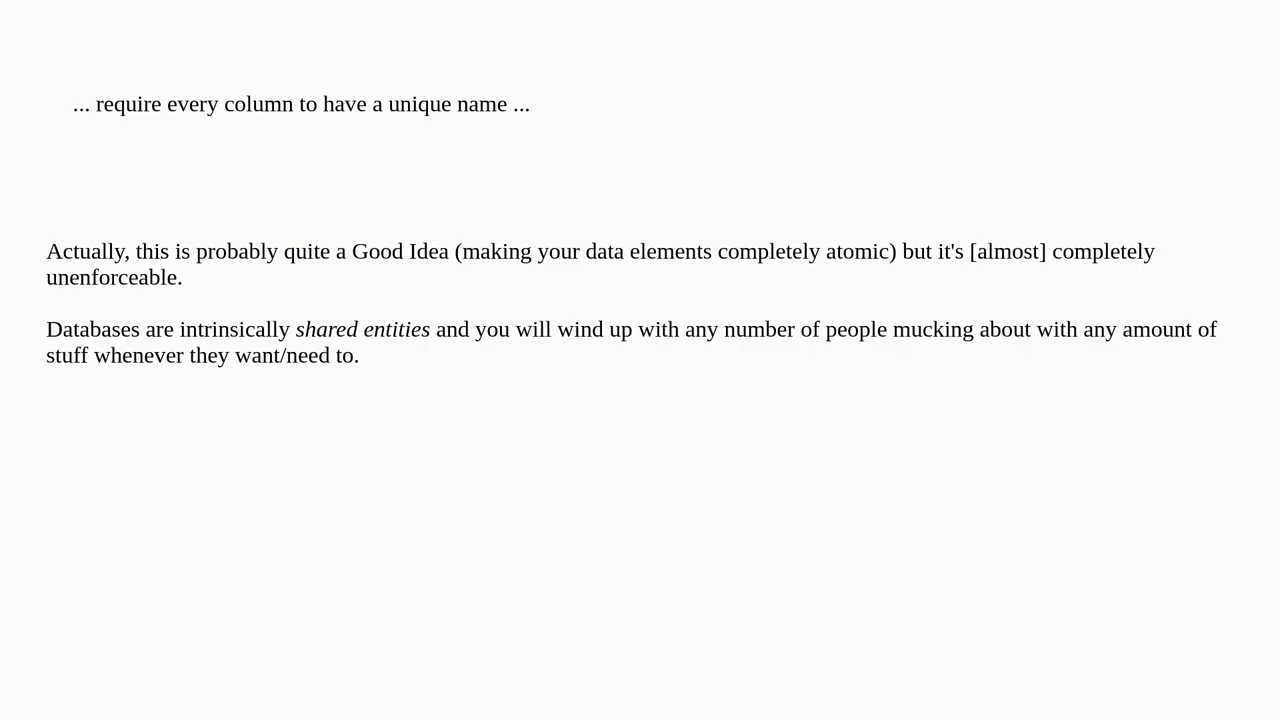 ... require every column to have a unique name ...
Actually, this is probably quite a Good Idea (making your data elements completely atomic) but it's [almost] completely
unenforceable.
Databases are intrinsically shared entities and you will wind up with any number of people mucking about with any amount of
stuff whenever they want/need to.